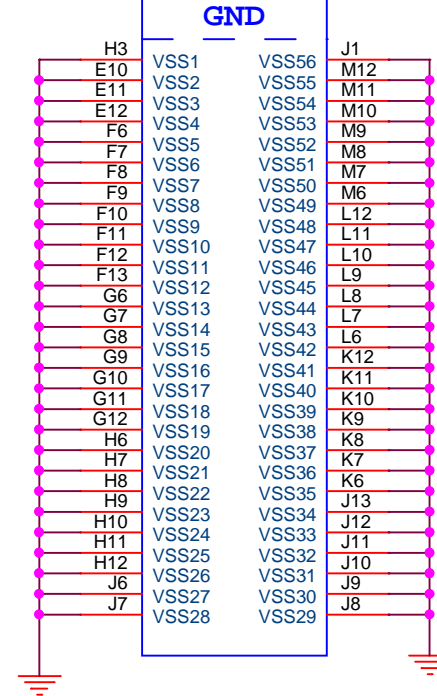 GND
H3 VSS1 VSS56 J1
E10 VSS2 VSS55 M12
E11 VSS3 VSS54 M11
E12 VSS4 VSS53 M10
F6 VSS5 VSS52 M9
F7 VSS6 VSS51 M8
F8 VSS7 VSS50 M7
F9 VSS8 VSS49 M6
F10 VSS9 VSS48 L12
F11 VSS10 VSS47 L11
F12 VSS11 VSS46 L10
F13 VSS12 VSS45 L9
G6 VSS13 VSS44 L8
G7 VSS14 VSS43 L7
G8 VSS15 VSS42 L6
G9 VSS16 VSS41 K12
G10 VSS17 VSS40 K11
G11 VSS18 VSS39 K10
G12 VSS19 VSS38 K9
H6 VSS20 VSS37 K8
H7 VSS21 VSS36 K7
H8 VSS22 VSS35 K6
H9 VSS23 VSS34 J13
H10 VSS24 VSS33 J12
H11 VSS25 VSS32 J11
H12 VSS26 VSS31 J10
J6 VSS27 VSS30 J9
J7 VSS28 VSS29 J8